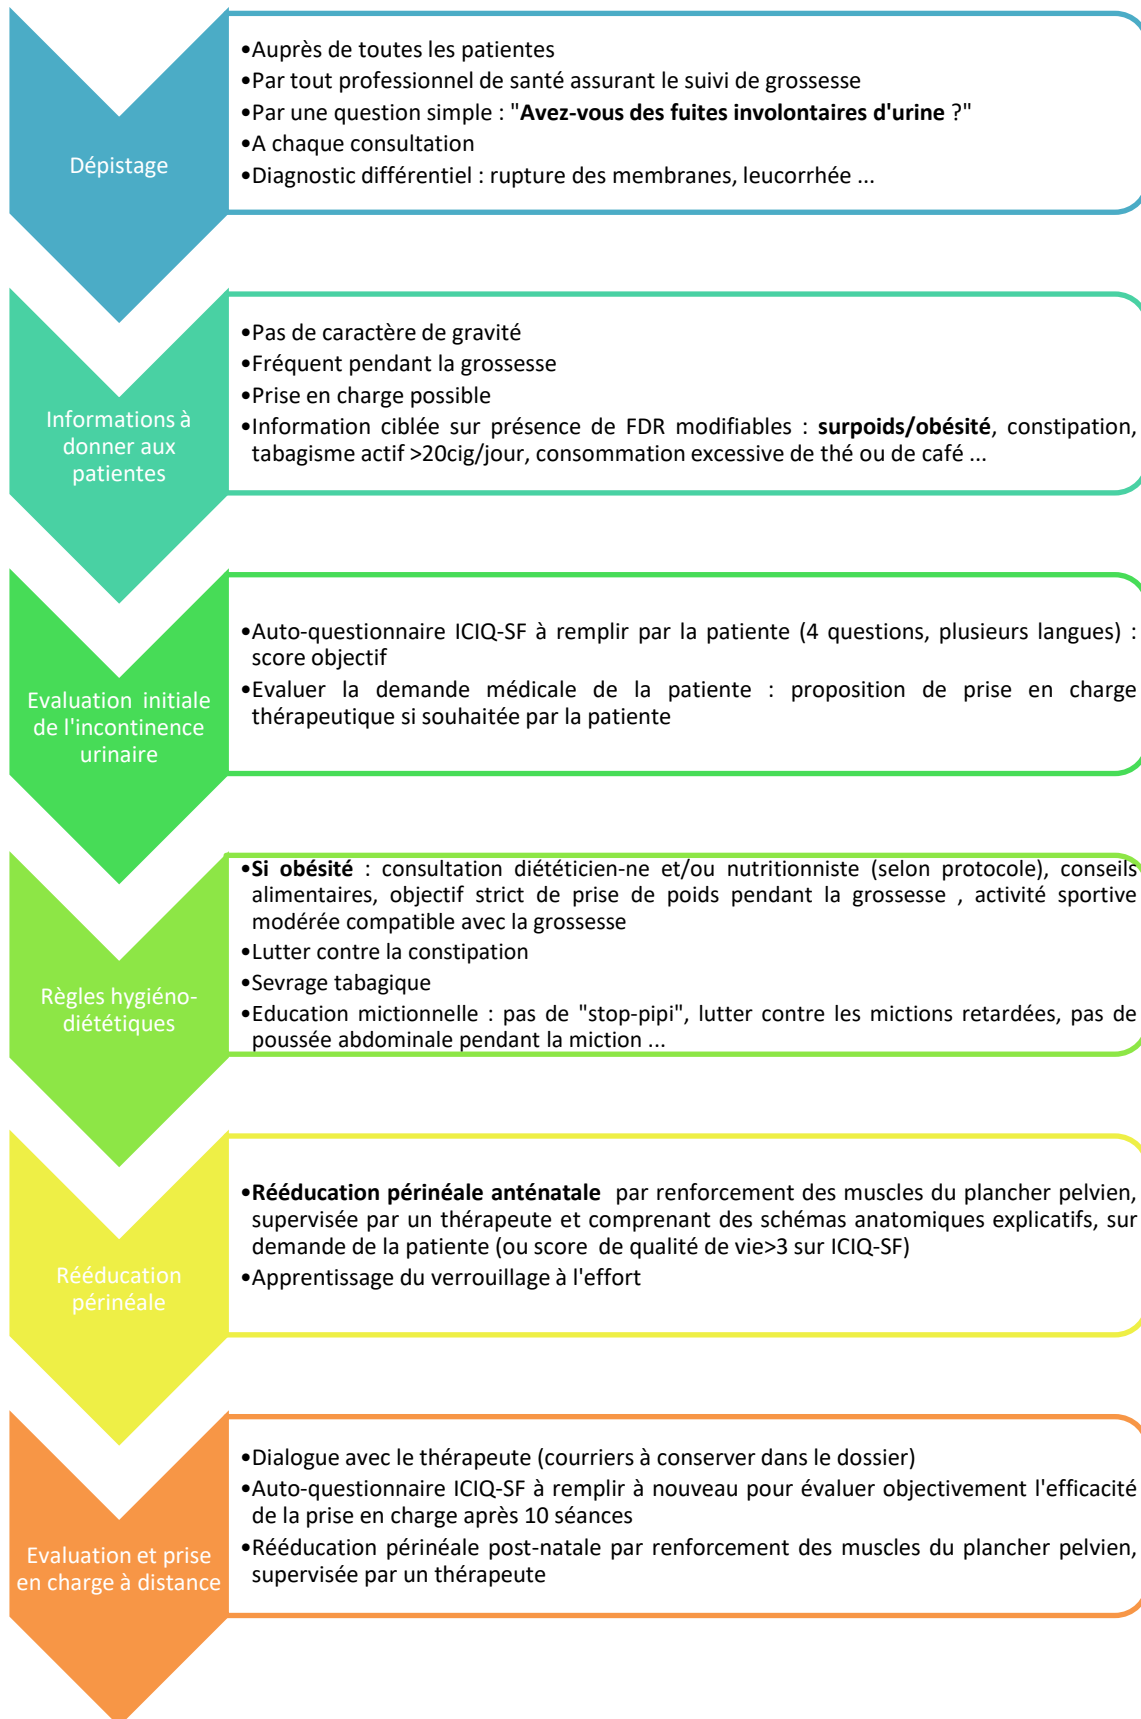 Dépistage
•Auprès de toutes les patientes
•Par tout professionnel de santé assurant le suivi de grossesse
•Par une question simple : "Avez-vous des fuites involontaires d'urine ?"
•A chaque consultation
•Diagnostic différentiel : rupture des membranes, leucorrhée ...
Informations à
donner aux
patientes
•Pas de caractère de gravité
•Fréquent pendant la grossesse
•Prise en charge possible
•Information ciblée sur présence de FDR modifiables : surpoids/obésité, constipation,
tabagisme actif >20cig/jour, consommation excessive de thé ou de café ...
Evaluation initiale
de l'incontinence
urinaire
•Auto-questionnaire ICIQ-SF à remplir par la patiente (4 questions, plusieurs langues) :
score objectif
•Evaluer la demande médicale de la patiente : proposition de prise en charge
thérapeutique si souhaitée par la patiente
Règles hygiéno-
diététiques
•Si obésité : consultation diététicien-ne et/ou nutritionniste (selon protocole), conseils
alimentaires, objectif strict de prise de poids pendant la grossesse , activité sportive
modérée compatible avec la grossesse
•Lutter contre la constipation
•Sevrage tabagique
•Education mictionnelle : pas de "stop-pipi", lutter contre les mictions retardées, pas de
poussée abdominale pendant la miction ...
Rééducation
périnéale
•Rééducation périnéale anténatale par renforcement des muscles du plancher pelvien,
supervisée par un thérapeute et comprenant des schémas anatomiques explicatifs, sur
demande de la patiente (ou score de qualité de vie>3 sur ICIQ-SF)
•Apprentissage du verrouillage à l'effort
Evaluation et prise
en charge à distance
•Dialogue avec le thérapeute (courriers à conserver dans le dossier)
•Auto-questionnaire ICIQ-SF à remplir à nouveau pour évaluer objectivement l'efficacité
de la prise en charge après 10 séances
•Rééducation périnéale post-natale par renforcement des muscles du plancher pelvien,
supervisée par un thérapeute